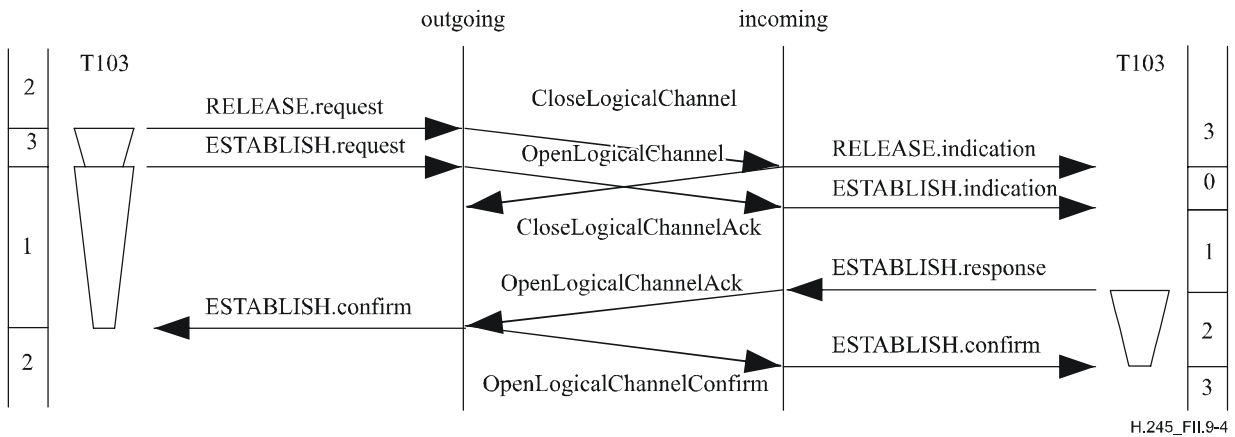 outgoing incoming
T103 T103
2 CloseLogicalChannel
RELEASE.request
3 3
ESTABLISH.request OpenLogicalChannel RELEASE.indication
0
ESTABLISH.indication
CloseLogicalChannelAck
1 1
ESTABLISH.response
OpenLogicalChannelAck
ESTABLISH.confirm
2
ESTABLISH.confirm
2
OpenLogicalChannelConfirm 3
H.245_FII.9-4